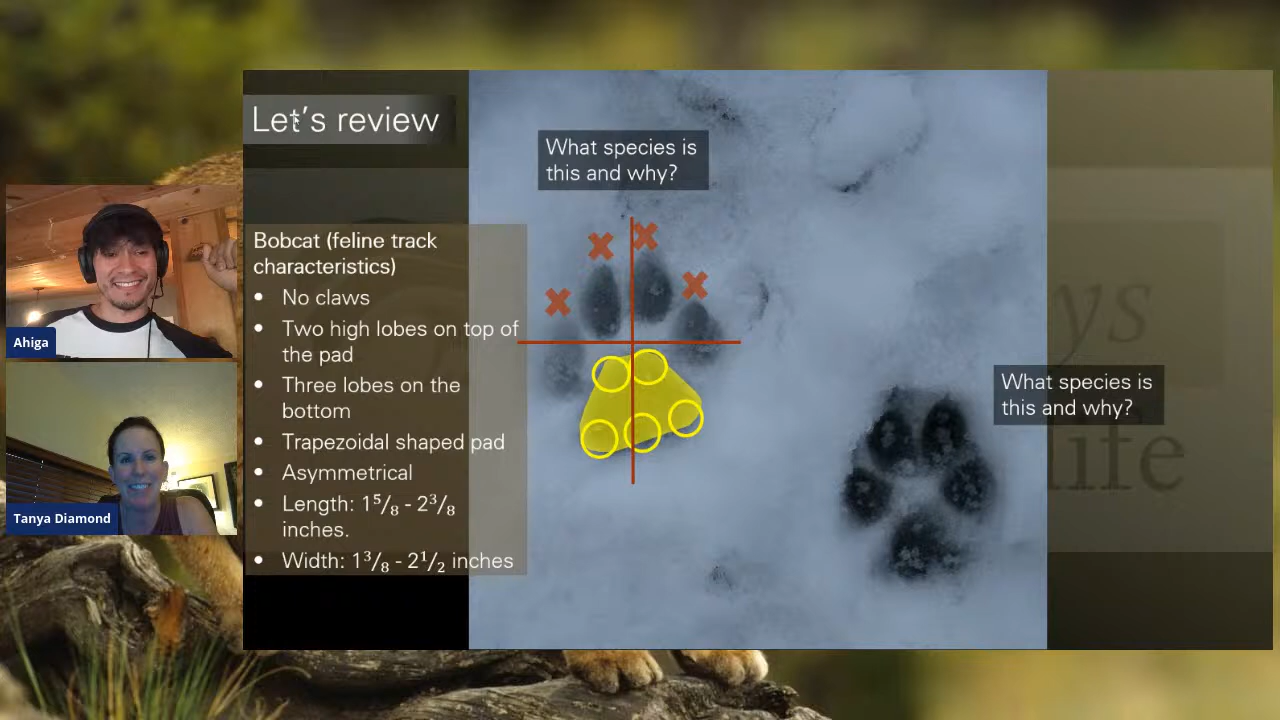 Let's review
What species is
this and why?
Bobcat (feline track
characteristics)
• No claws
• Two high lobes on top of
the pad
• Three lobes on the
bottom
• Trapezoidal shaped pad
• Asymmetrical
• Length: 1⁵/₈ - 2³/₈
inches.
• Width: 1³/₈ - 2¹/₂ inches
What species is
this and why?
ys
life
Ahiga
Tanya Diamond